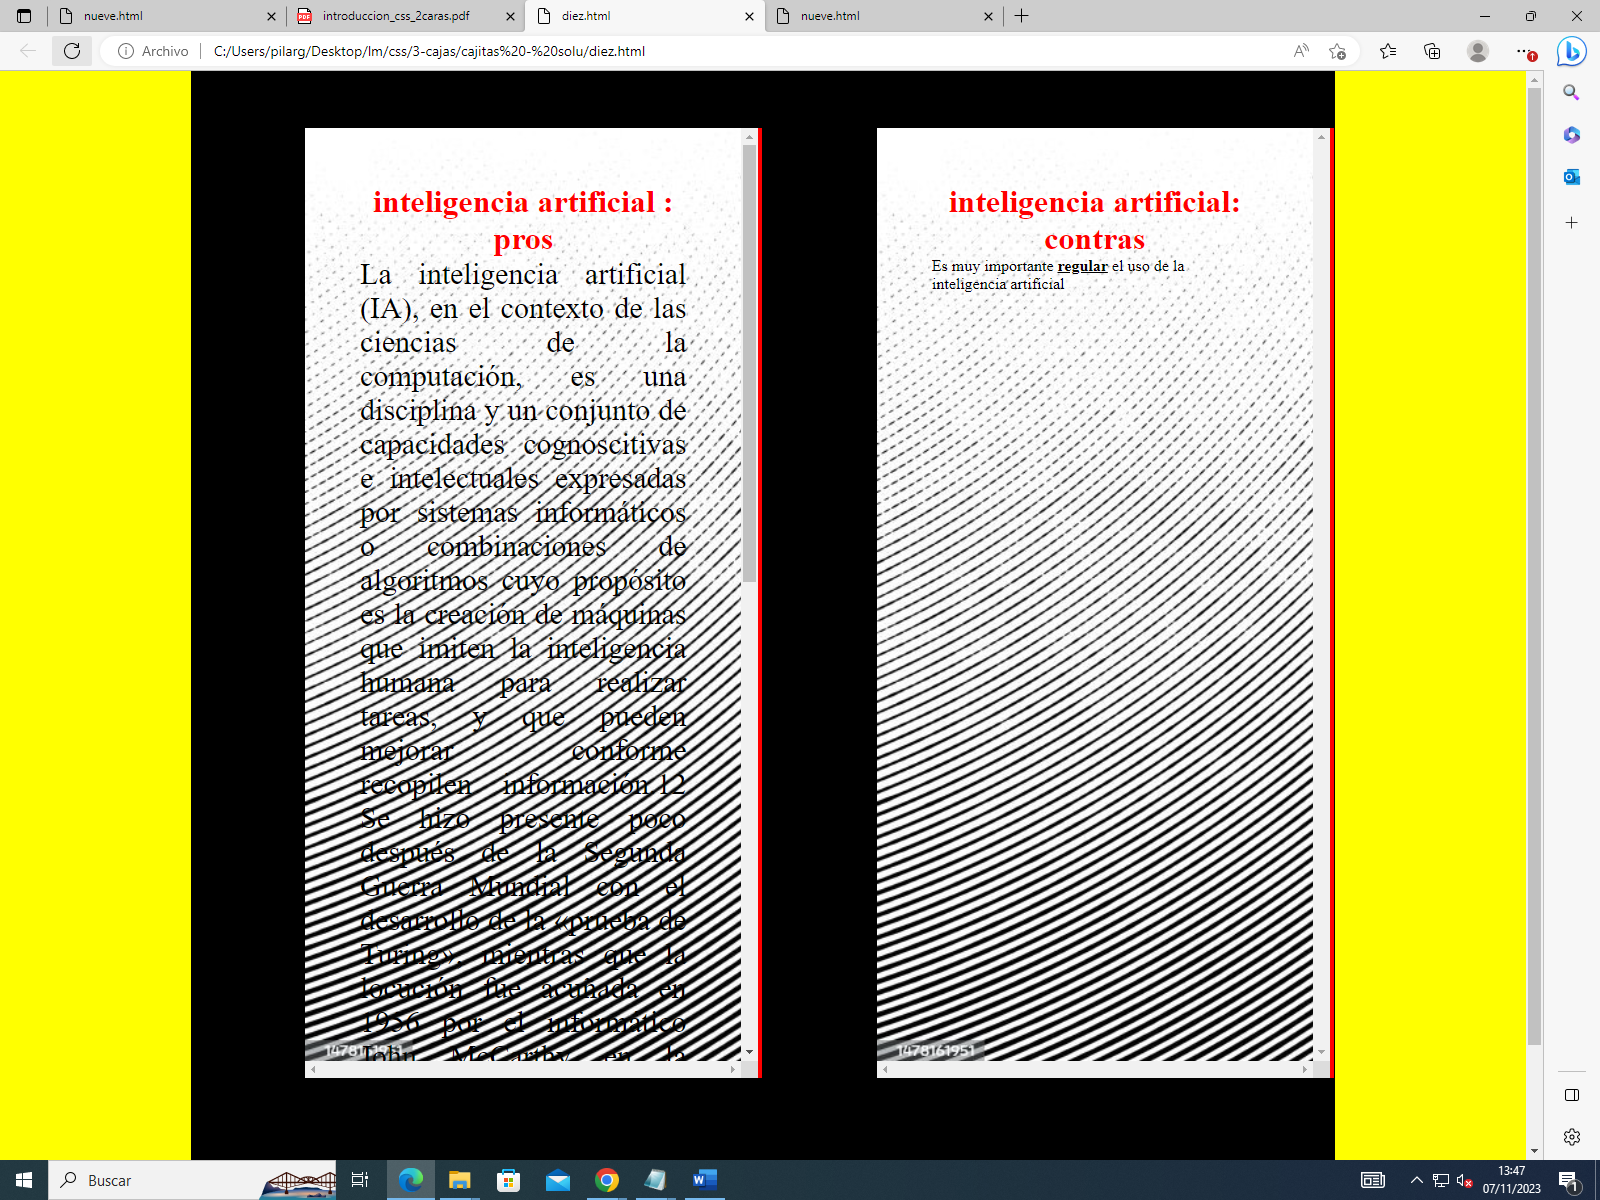 nueve.html
introduccion_css_2caras.pdf
diez.html
nueve.html
Archivo
C:/Users/pilarg/Desktop/lm/css/3-cajas/cajitas%20-%20solu/diez.html
inteligencia artificial :
pros
La inteligencia artificial
(IA), en el contexto de las
ciencias de la
computación, es una
disciplina y un conjunto de
capacidades cognoscitivas
e intelectuales expresadas
por sistemas informáticos
o combinaciones de
algoritmos cuyo propósito
es la creación de máquinas
que imiten la inteligencia
humana para realizar
tareas, y que pueden
mejorar conforme
recopilen información.12
Se hizo presente poco
después de la Segunda
Guerra Mundial con el
desarrollo de la «prueba de
Turing», mientras que la
locución fue acuñada en
1956 por el informático
John McCarthy en la
1478161951
inteligencia artificial:
contras
Es muy importante regular el uso de la
inteligencia artificial
1478161951
Buscar
13:47
07/11/2023
1